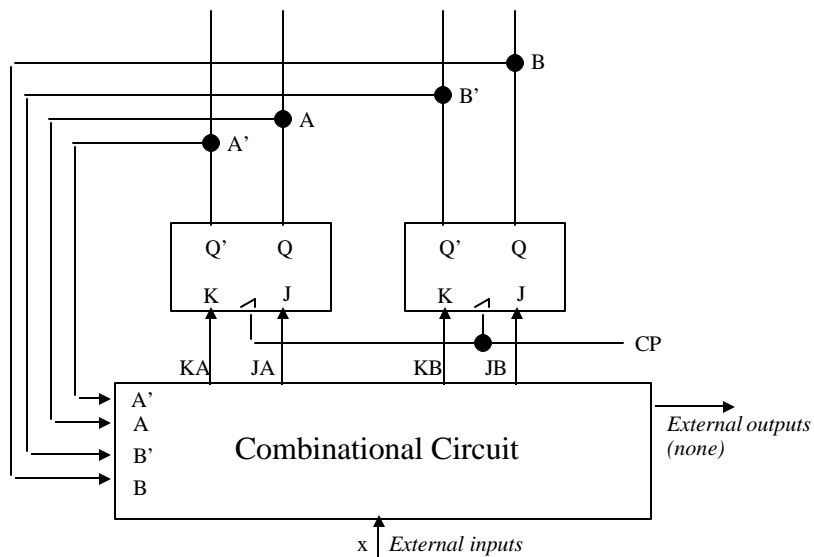 B
B’
A
A’
Q’ Q Q’ Q
K J K J
CP
KA JA KB JB
A’
A
B’
B
Combinational Circuit
External outputs
(none)
x External inputs